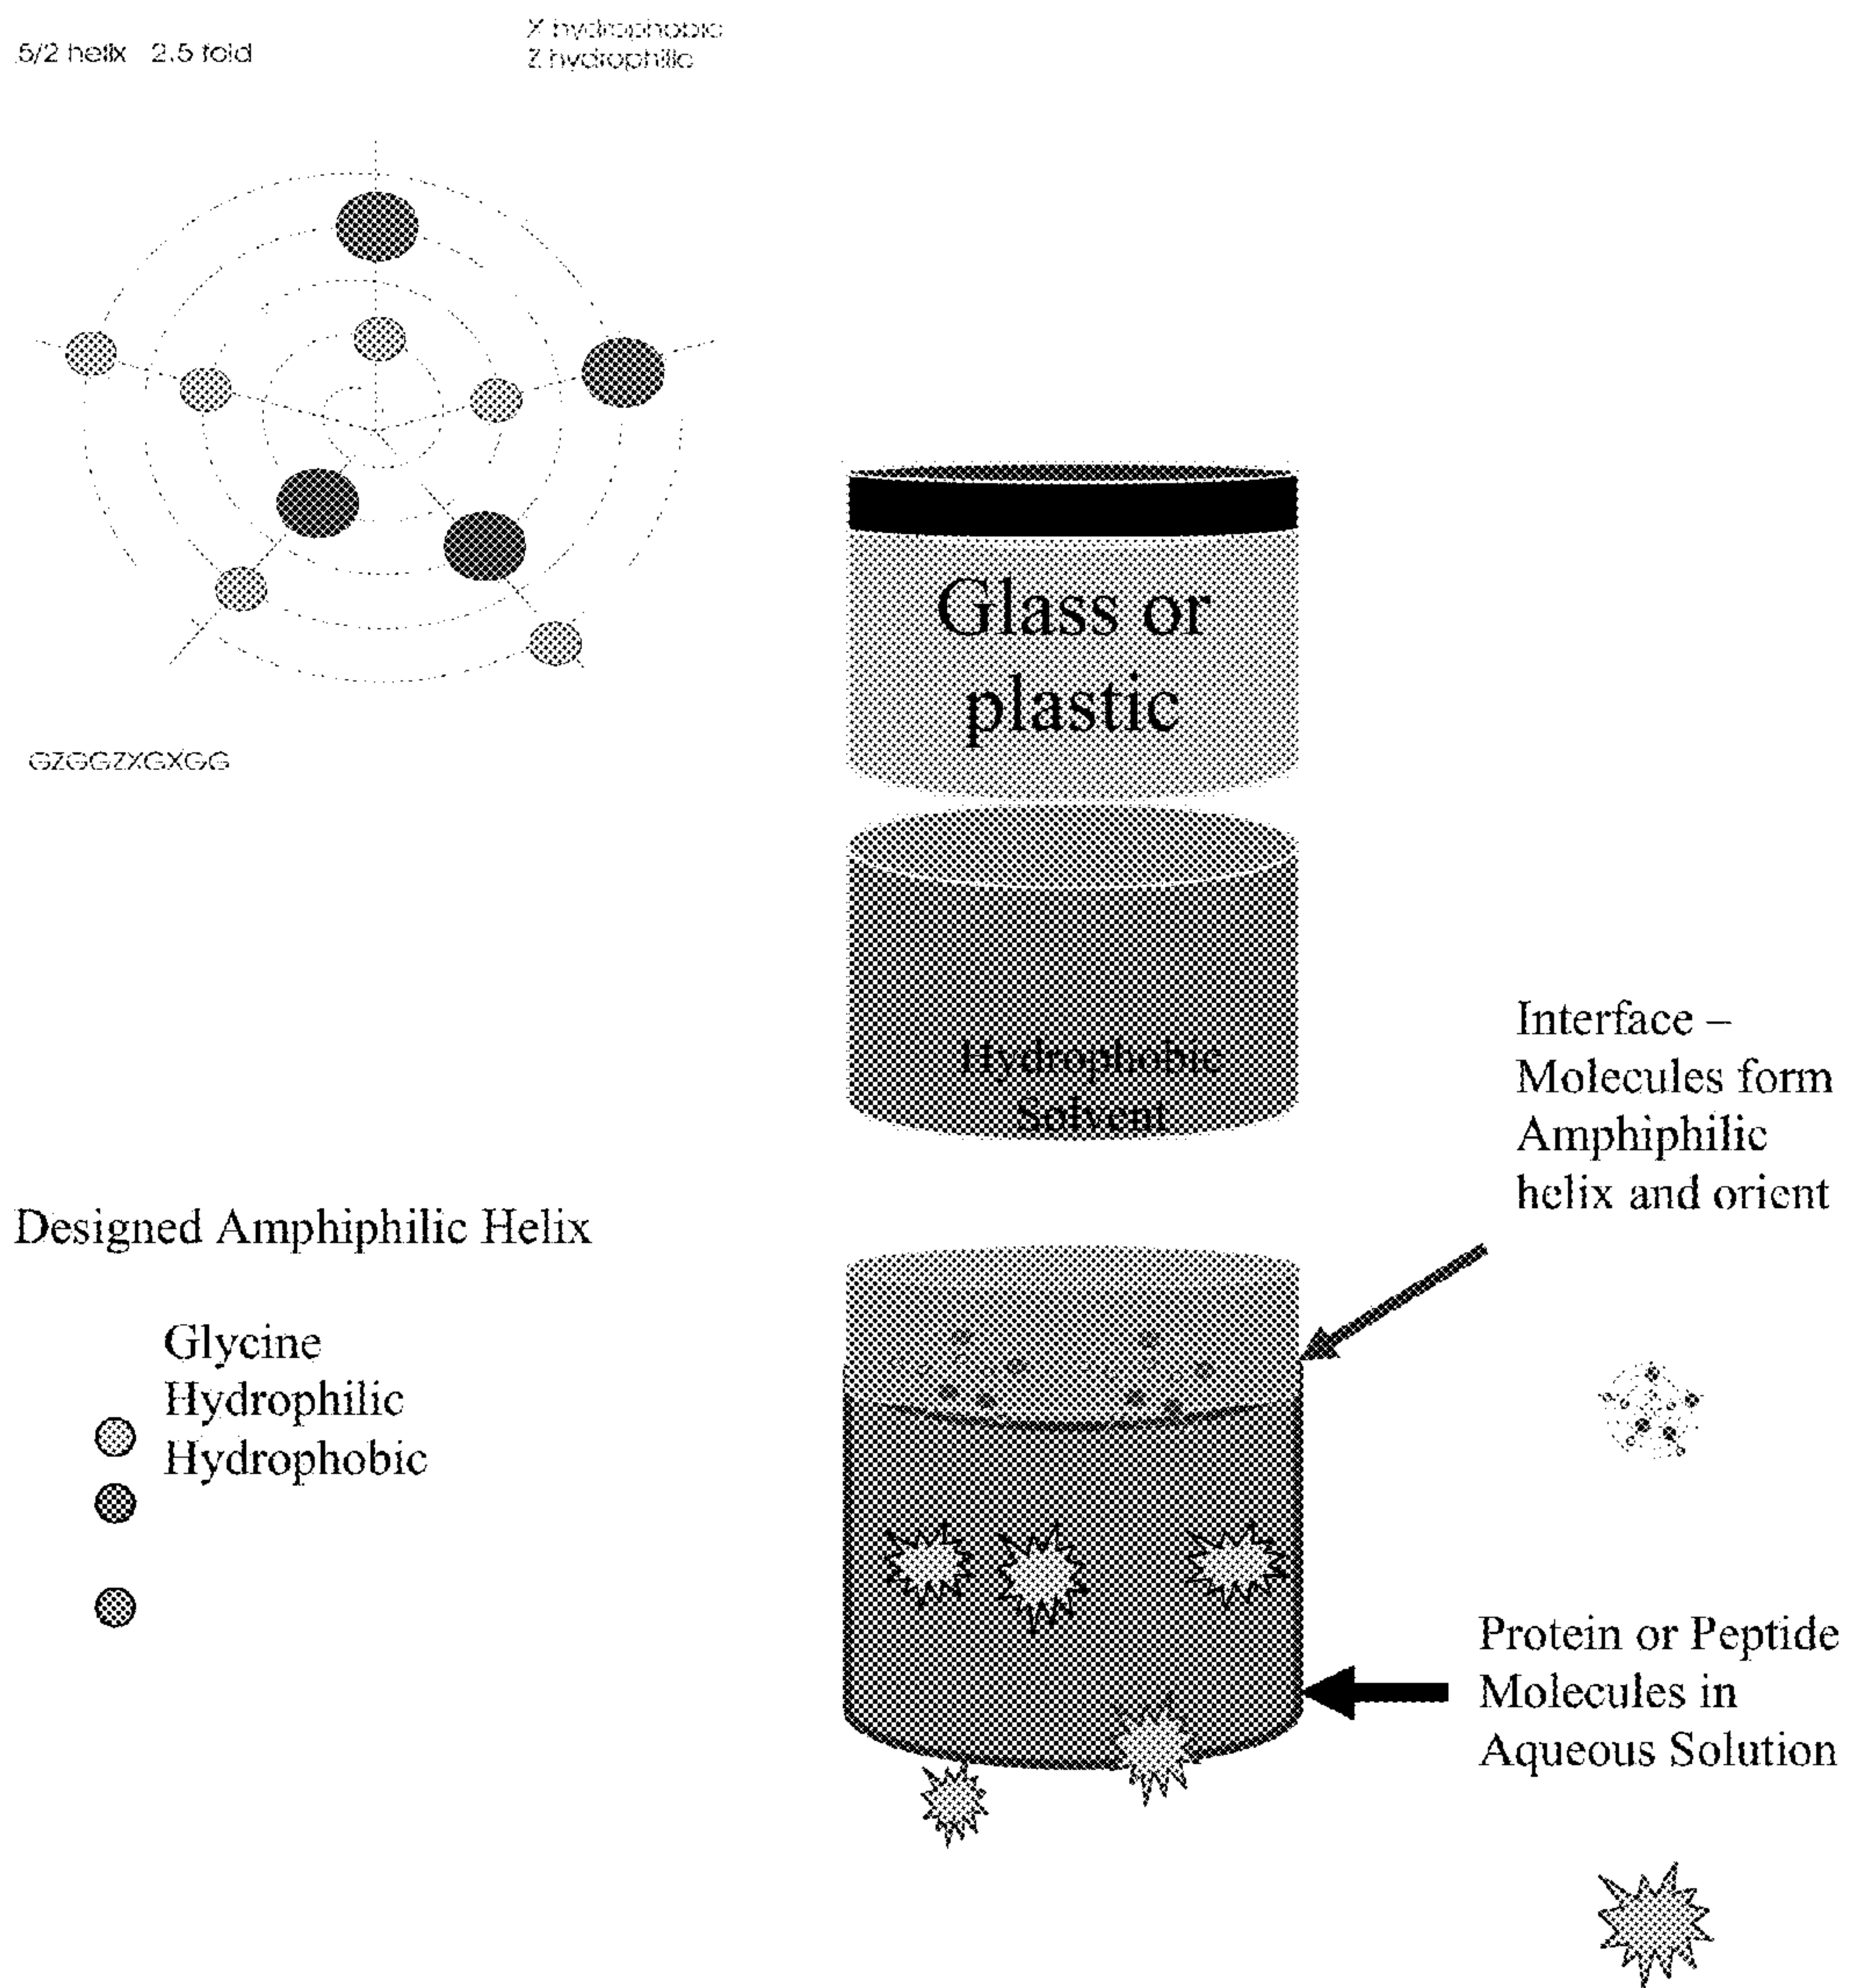 5/2 helix 2.5 fold
X hydrophobic
Z hydrophilic
GZGGZXGXGG
Glass or
plastic
Hydrophobic
Solvent
Interface –
Molecules form
Amphiphilic
helix and orient
Designed Amphiphilic Helix
Glycine
Hydrophilic
Hydrophobic
Protein or Peptide
Molecules in
Aqueous Solution